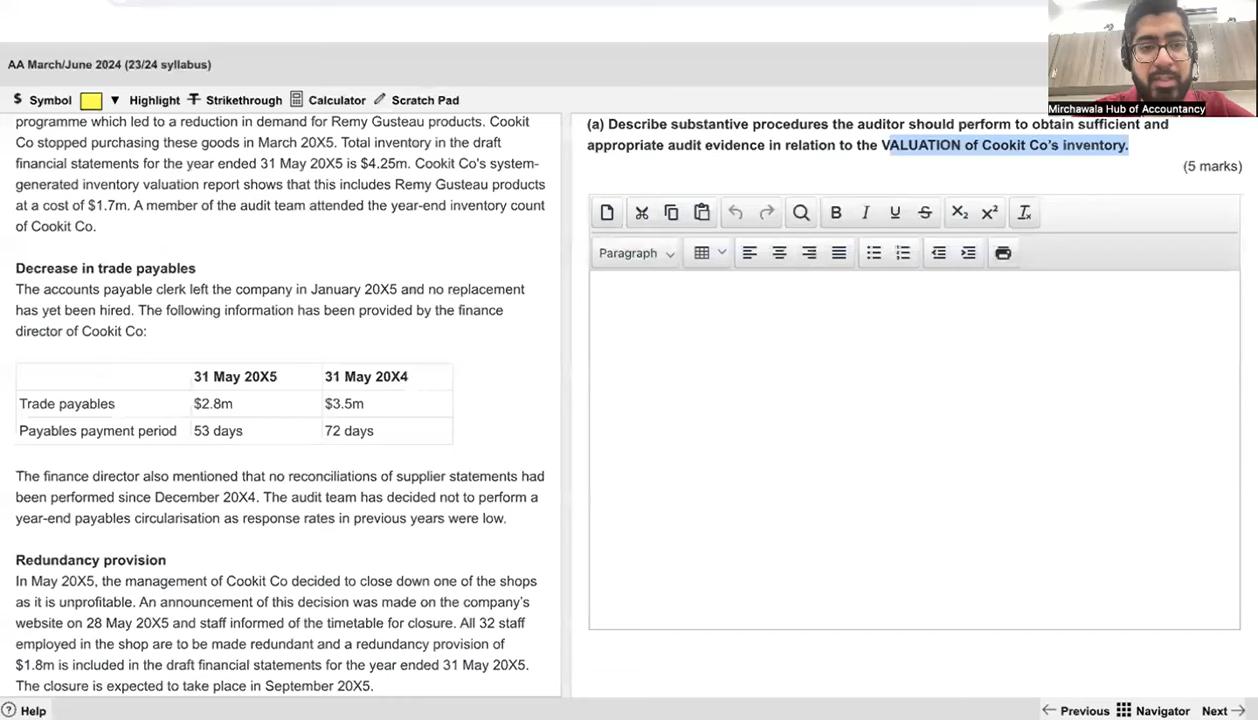 AA March/June 2024 (23/24 syllabus)
Mirchawala Hub of Accountancy
$ Symbol Highlight Strikethrough Calculator Scratch Pad
programme which led to a reduction in demand for Remy Gusteau products. Cookit
Co stopped purchasing these goods in March 20X5. Total inventory in the draft
financial statements for the year ended 31 May 20X5 is $4.25m. Cookit Co's system-
generated inventory valuation report shows that this includes Remy Gusteau products
at a cost of $1.7m. A member of the audit team attended the year-end inventory count
of Cookit Co.
Decrease in trade payables
The accounts payable clerk left the company in January 20X5 and no replacement
has yet been hired. The following information has been provided by the finance
director of Cookit Co:
31 May 20X5 31 May 20X4
Trade payables $2.8m $3.5m
Payables payment period 53 days 72 days
The finance director also mentioned that no reconciliations of supplier statements had
been performed since December 20X4. The audit team has decided not to perform a
year-end payables circularisation as response rates in previous years were low.
Redundancy provision
In May 20X5, the management of Cookit Co decided to close down one of the shops
as it is unprofitable. An announcement of this decision was made on the company's
website on 28 May 20X5 and staff informed of the timetable for closure. All 32 staff
employed in the shop are to be made redundant and a redundancy provision of
$1.8m is included in the draft financial statements for the year ended 31 May 20X5.
The closure is expected to take place in September 20X5.
(a) Describe substantive procedures the auditor should perform to obtain sufficient and
appropriate audit evidence in relation to the VALUATION of Cookit Co's inventory.
(5 marks)
B I U S X₂ X² Tx
Paragraph
? Help
Previous Navigator Next